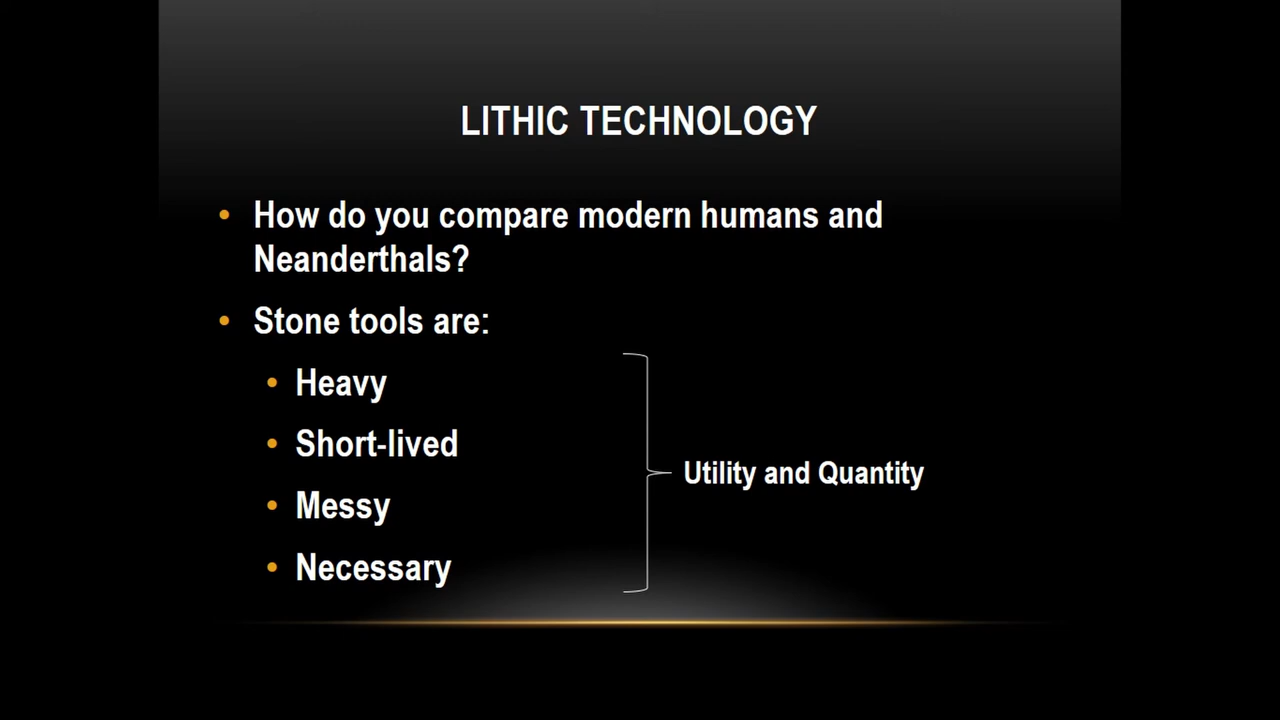 LITHIC TECHNOLOGY
• How do you compare modern humans and
Neanderthals?
• Stone tools are:
• Heavy
• Short-lived
• Messy
• Necessary
Utility and Quantity